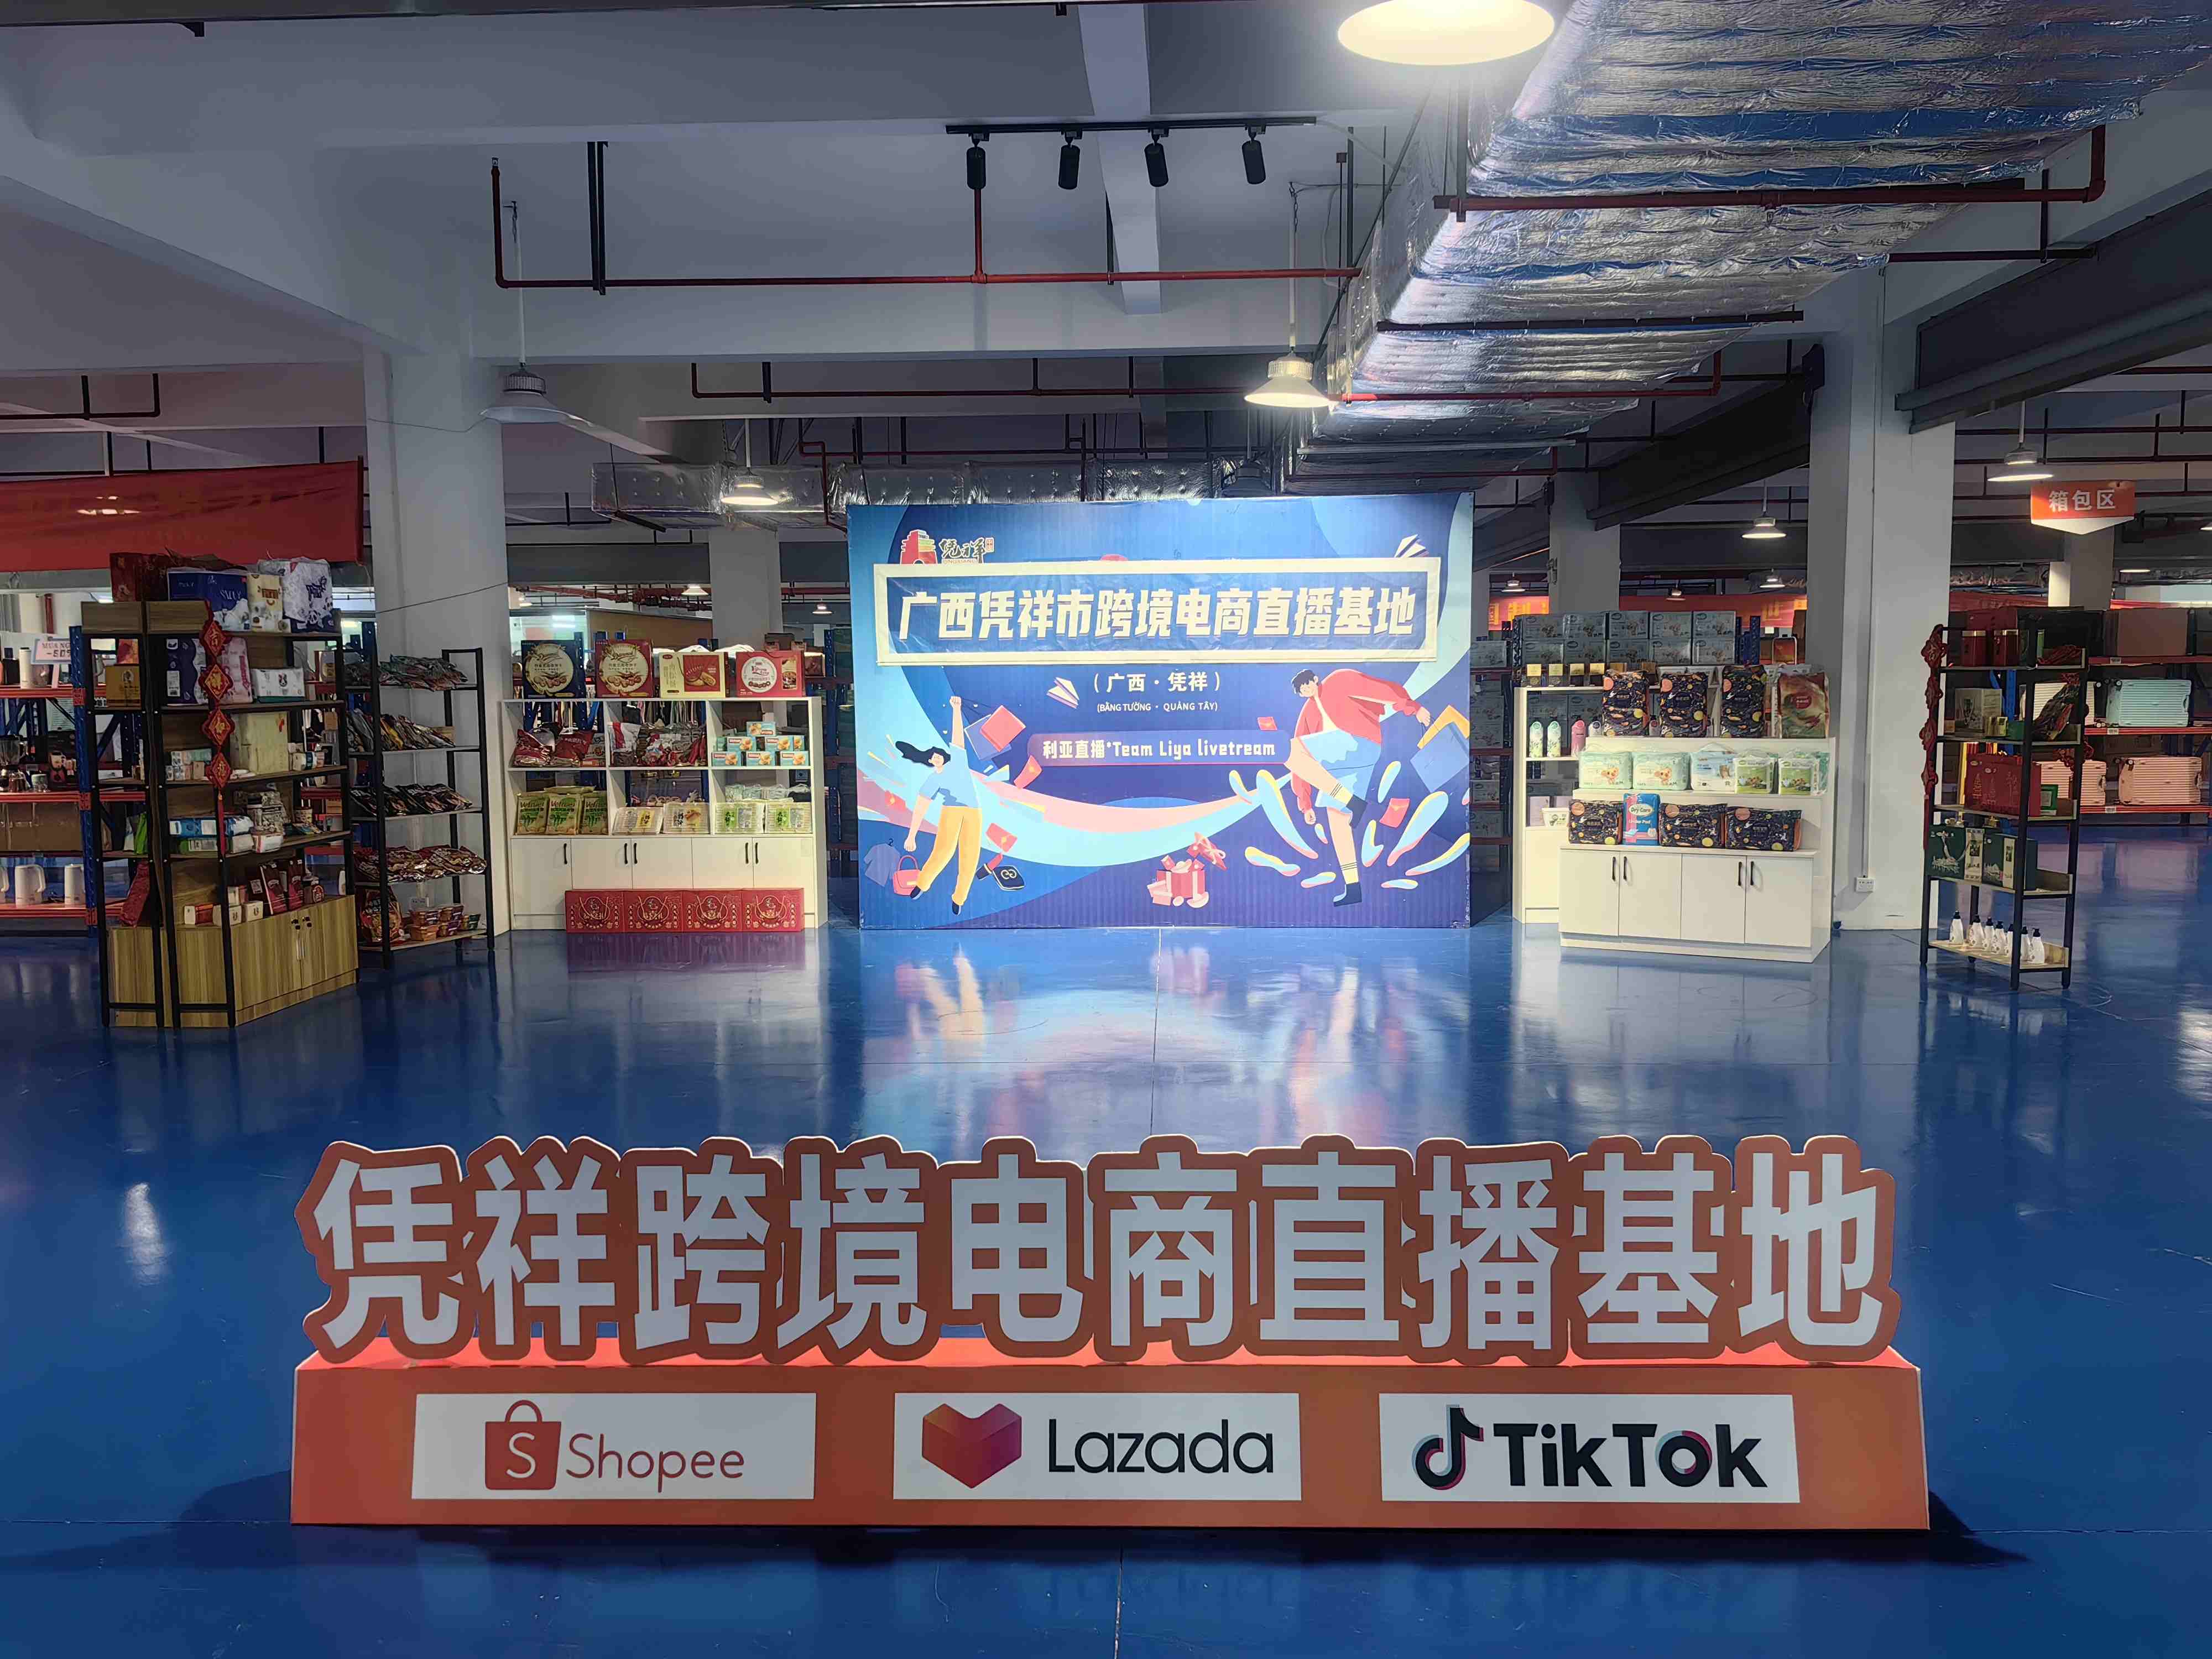 箱包区
凭祥
广西凭祥市跨境电商直播基地
（广西·凭祥）
(BẰNG TƯỜNG · QUẢNG TÂY)
利亚直播*Team Liya livetream
凭祥跨境电商直播基地
S Shopee
Lazada
TikTok